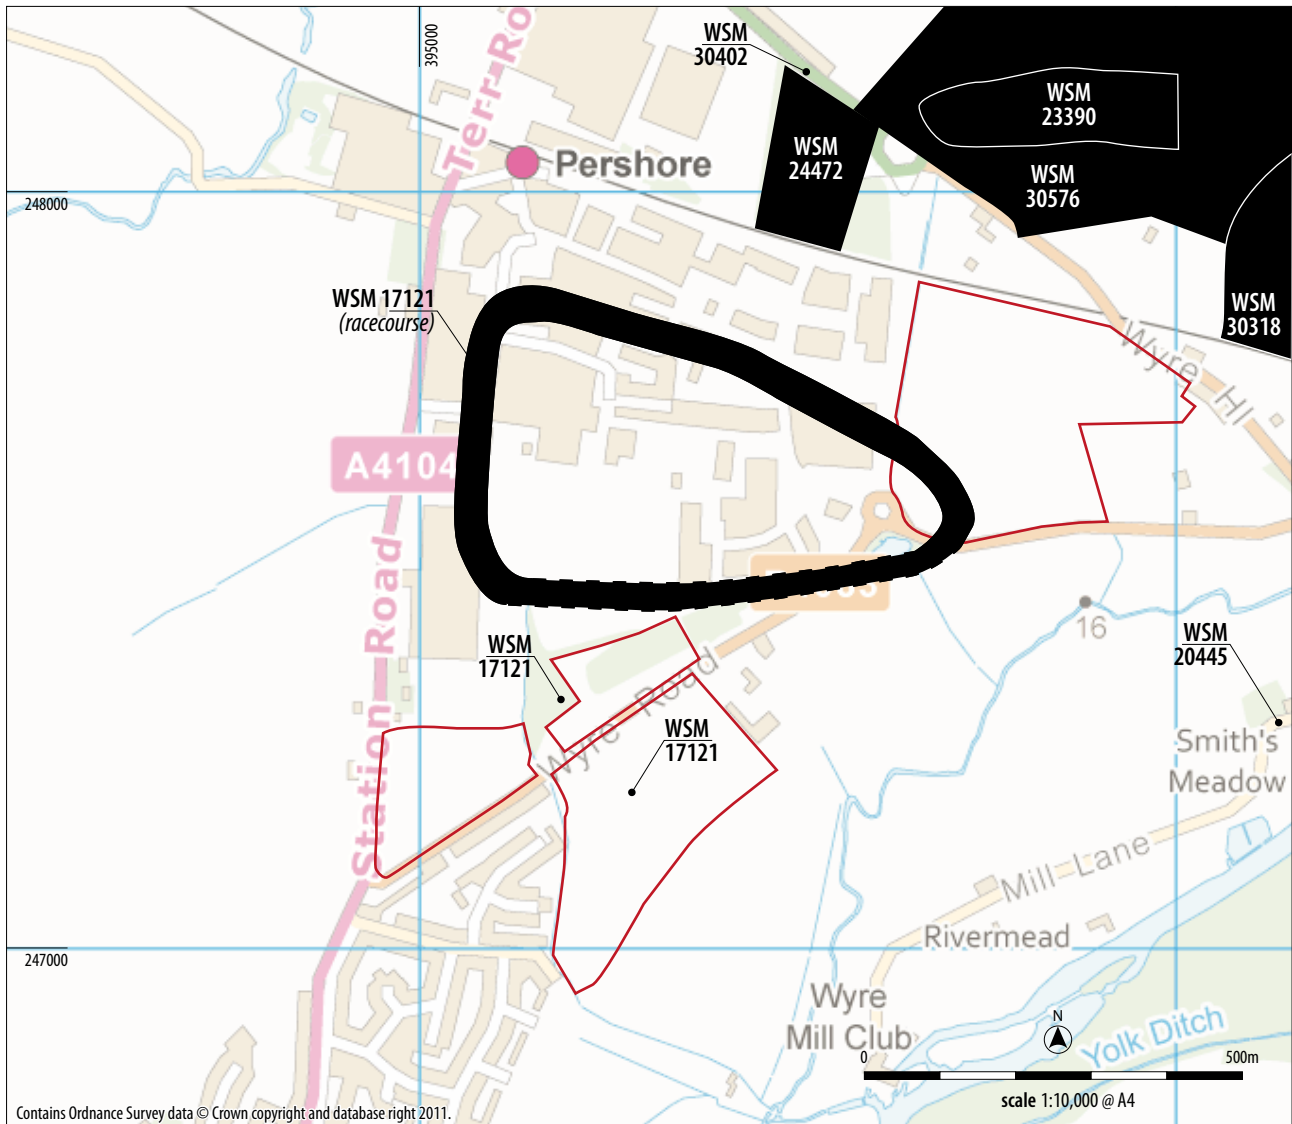 395000
WSM
30402
Terr Ro
WSM
23390
WSM
24472
Pershore
WSM
30576
248000
WSM 17121
(racecourse)
WSM
30318
Wyre Hi
A4104
Station Road
16
WSM
20445
WSM
17121
Wyre Road
WSM
17121
Smith's
Meadow
Mill Lane
Rivermead
247000
Wyre
Mill Club
Yolk Ditch
N
0
500m
scale 1:10,000 @ A4
Contains Ordnance Survey data © Crown copyright and database right 2011.